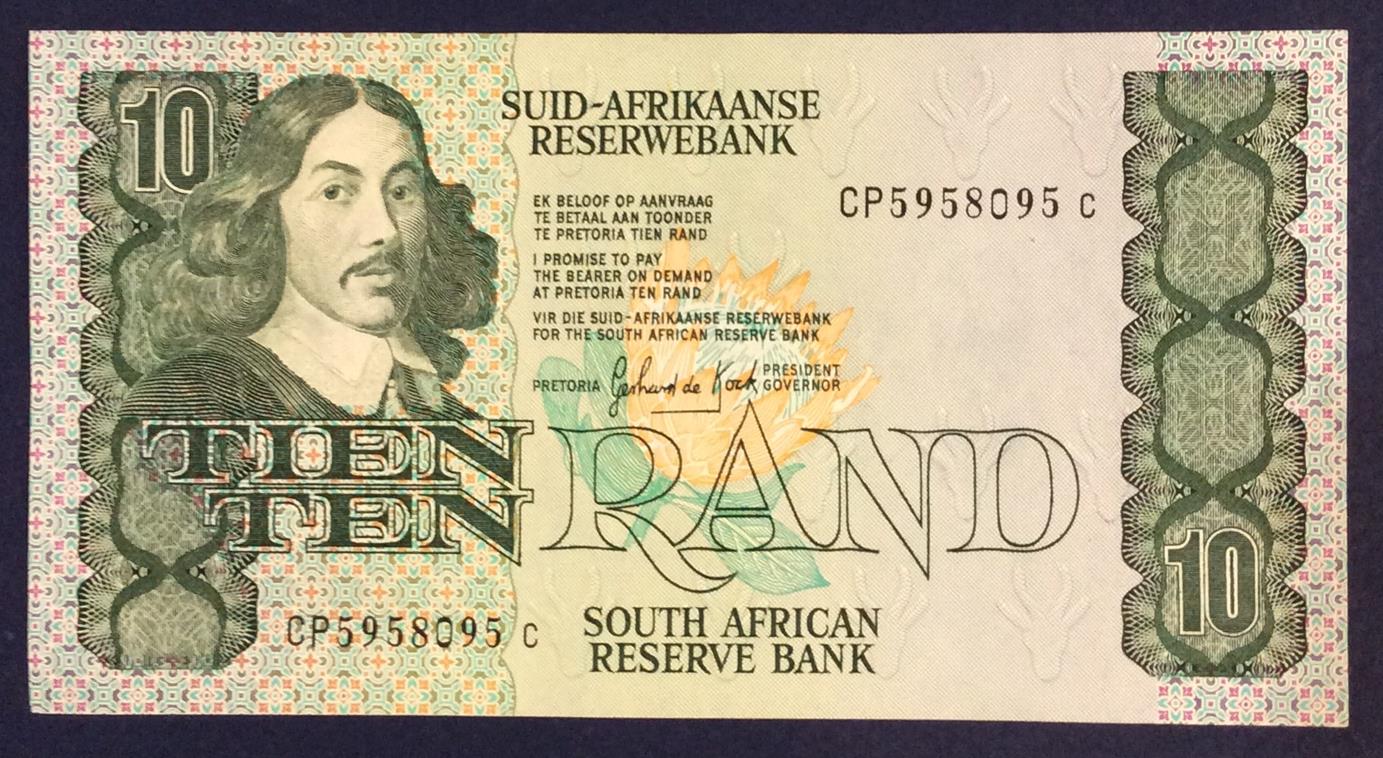 10
SUID-AFRIKAANSE
RESERWEBANK
EK BELOOF OP AANVRAAG
TE BETAAL AAN TOONDER
TE PRETORIA TIEN RAND
CP5958095 C
I PROMISE TO PAY
THE BEARER ON DEMAND
AT PRETORIA TEN RAND
VIR DIE SUID-AFRIKAANSE RESERWEBANK
FOR THE SOUTH AFRICAN RESERVE BANK
PRETORIA Gerhard de Kock PRESIDENT
GOVERNOR
TIEN
TEN
RAND
10
CP5958095 C
SOUTH AFRICAN
RESERVE BANK